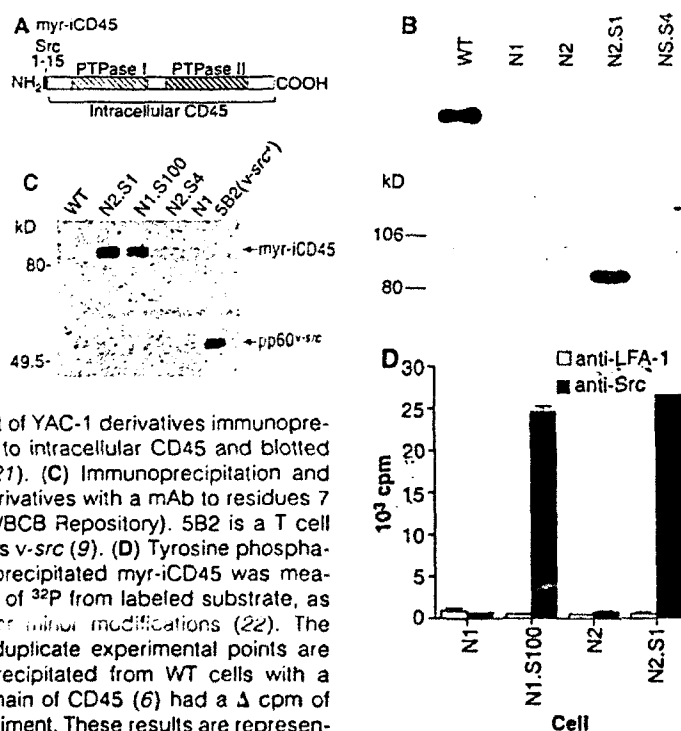 A myr-iCD45
Src
1-15
PTPase I PTPase II
NH2 COOH
Intracellular CD45
B
WT N1 N2 N2.S1 NS.S4
kD
106
80
C
WT N2.S1 N1.S100 N2.S4 N1 5B2(v-src+)
kD
80-
myr-iCD45
pp60v-src
49.5-
D
anti-LFA-1
anti-Src
30
25
20
15
10
5
0
10³ cpm
N1 N1.S100 N2 N2.S1
Cell
t of YAC-1 derivatives immunopre-
to intracellular CD45 and blotted
21). (C) Immunoprecipitation and
erivatives with a mAb to residues 7
/BCB Repository). 5B2 is a T cell
s v-src (9). (D) Tyrosine phospha-
precipitated myr-iCD45 was mea-
of ³²P from labeled substrate, as
r minor modifications (22). The
duplicate experimental points are
recipitated from WT cells with a
nain of CD45 (6) had a Δ cpm of
iment. These results are represen-